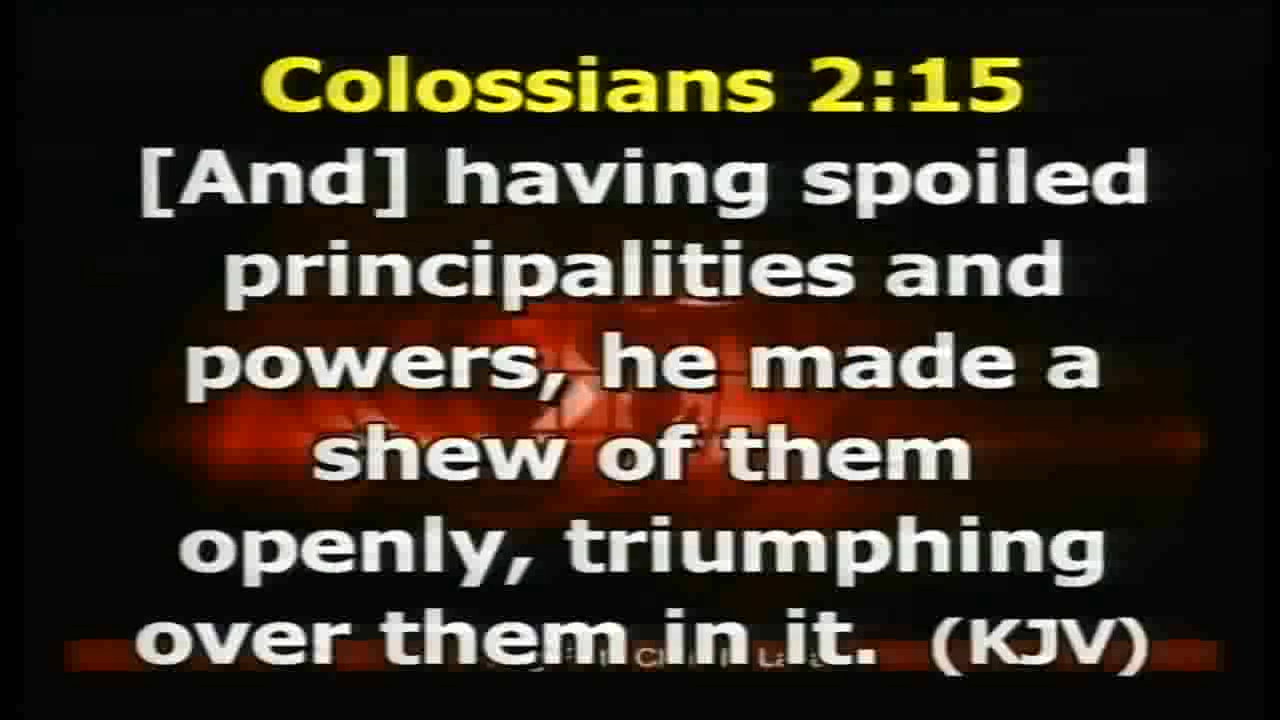 Colossians 2:15
[And] having spoiled
principalities and
powers, he made a
shew of them
openly, triumphing
over them in it. (KJV)